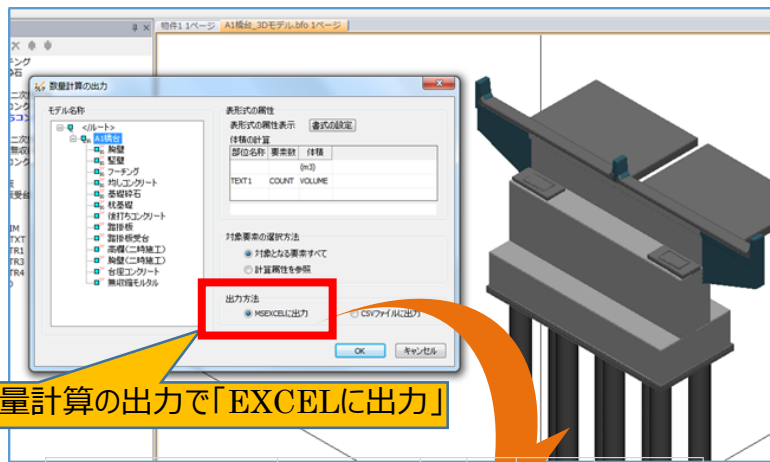 物件1 1ページ
A1橋台_3Dモデル.bfo 1ページ
数量計算の出力
モデル名称
<ルート>
A1橋台
胸壁
竪壁
フーチング
均しコンクリート
基礎砕石
杭基礎
後打ちコンクリート
踏掛板
踏掛板受台
高欄(二時施工)
胸壁(二時施工)
台座コンクリート
無収縮モルタル
表形式の属性
表形式の属性表示 書式の設定
体積の計算
部位名称 要素数 体積
(m3)
TEXT1 COUNT VOLUME
対象要素の選択方法
対象となる要素すべて
計算属性を参照
出力方法
MSEXCELに出力
CSVファイルに出力
OK キャンセル
量計算の出力で「EXCELに出力」